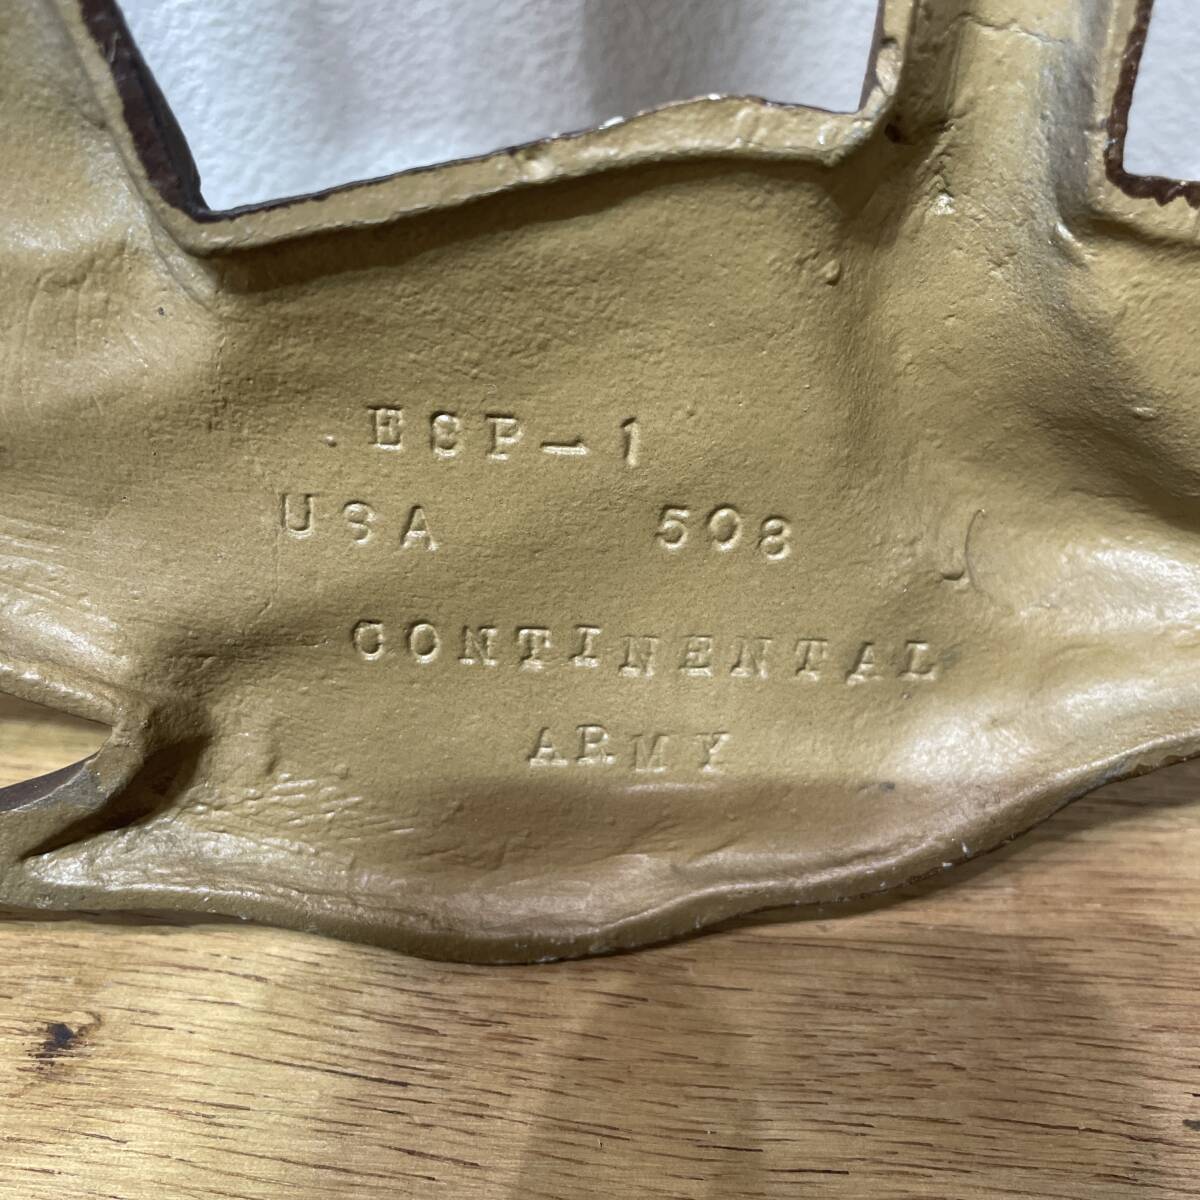 ESP-1
USA 508
CONTINENTAL
ARMY